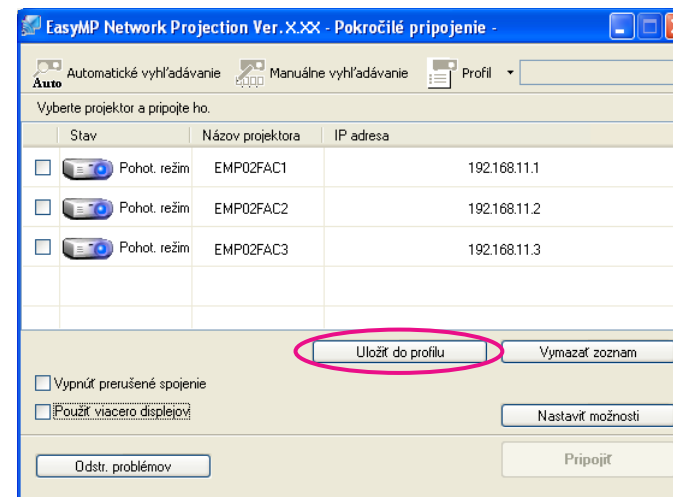 EasyMP Network Projection Ver.X.XX - Pokročilé pripojenie -
Auto Automatické vyhľadávanie Manuálne vyhľadávanie Profil
Vyberte projektor a pripojte ho.
Stav Názov projektora IP adresa
Pohot. režim EMP02FAC1 192.168.11.1
Pohot. režim EMP02FAC2 192.168.11.2
Pohot. režim EMP02FAC3 192.168.11.3
Uložiť do profilu Vymazať zoznam
Vypnúť prerušené spojenie
Použiť viacero displejov
Nastaviť možnosti
Odstr. problémov Pripojiť